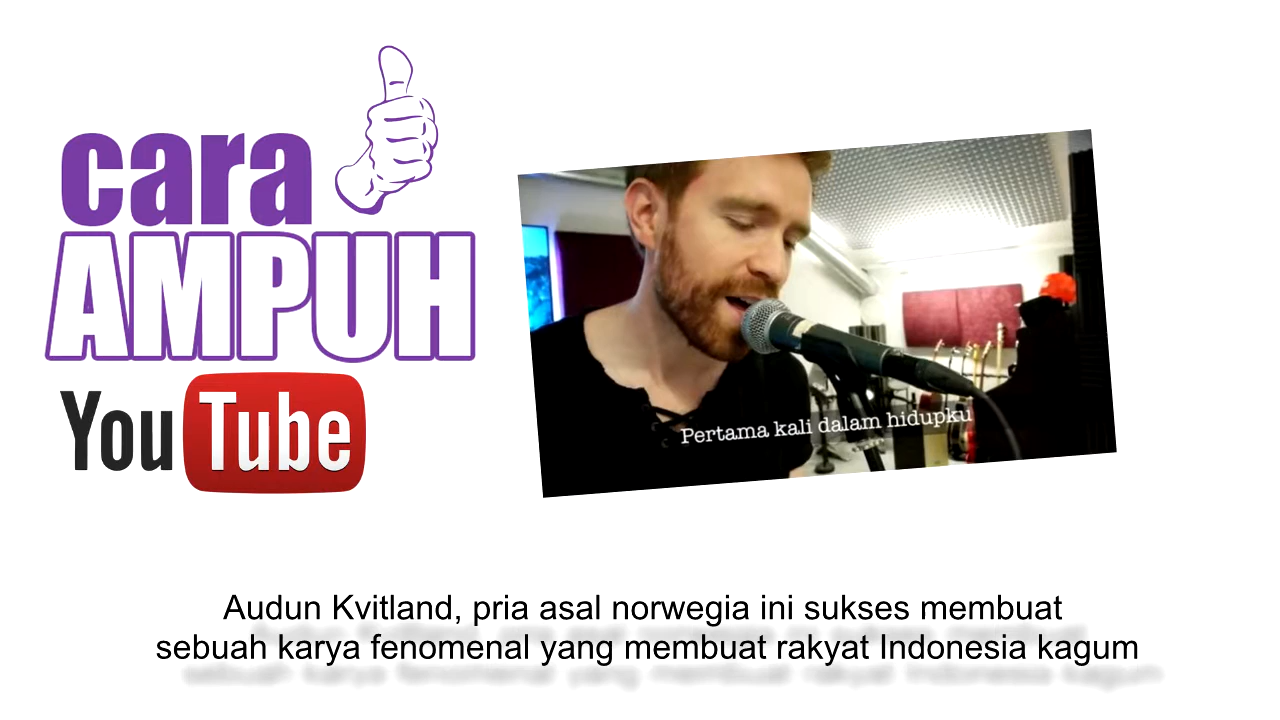 cara
AMPUH
YouTube
Pertama kali dalam hidupku
Audun Kvitland, pria asal norwegia ini sukses membuat
sebuah karya fenomenal yang membuat rakyat Indonesia kagum